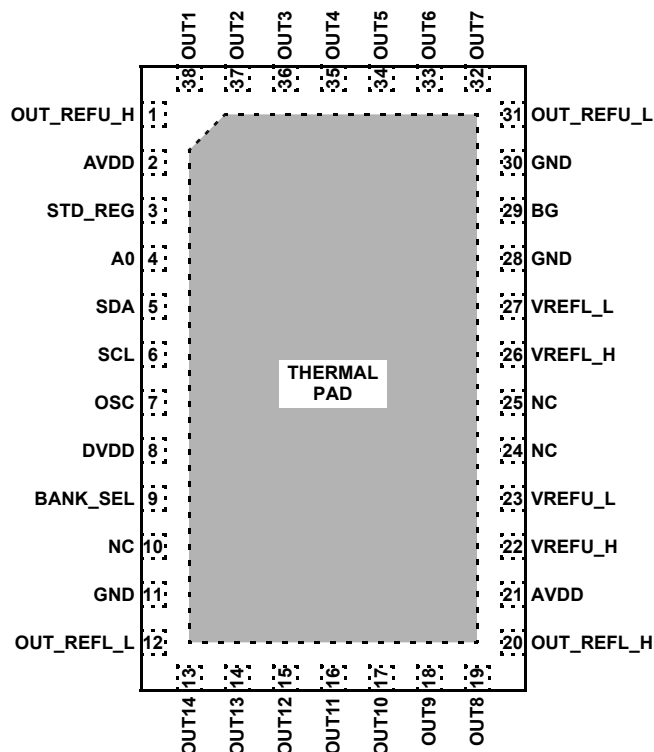 OUT1
OUT2
OUT3
OUT4
OUT5
OUT6
OUT7
38
37
36
35
34
33
32
OUT_REFU_H 1
AVDD 2
STD_REG 3
A0 4
SDA 5
SCL 6
OSC 7
DVDD 8
BANK_SEL 9
NC 10
GND 11
OUT_REFL_L 12
THERMAL
PAD
31 OUT_REFU_L
30 GND
29 BG
28 GND
27 VREFL_L
26 VREFL_H
25 NC
24 NC
23 VREFU_L
22 VREFU_H
21 AVDD
20 OUT_REFL_H
13
14
15
16
17
18
19
OUT14
OUT13
OUT12
OUT11
OUT10
OUT9
OUT8